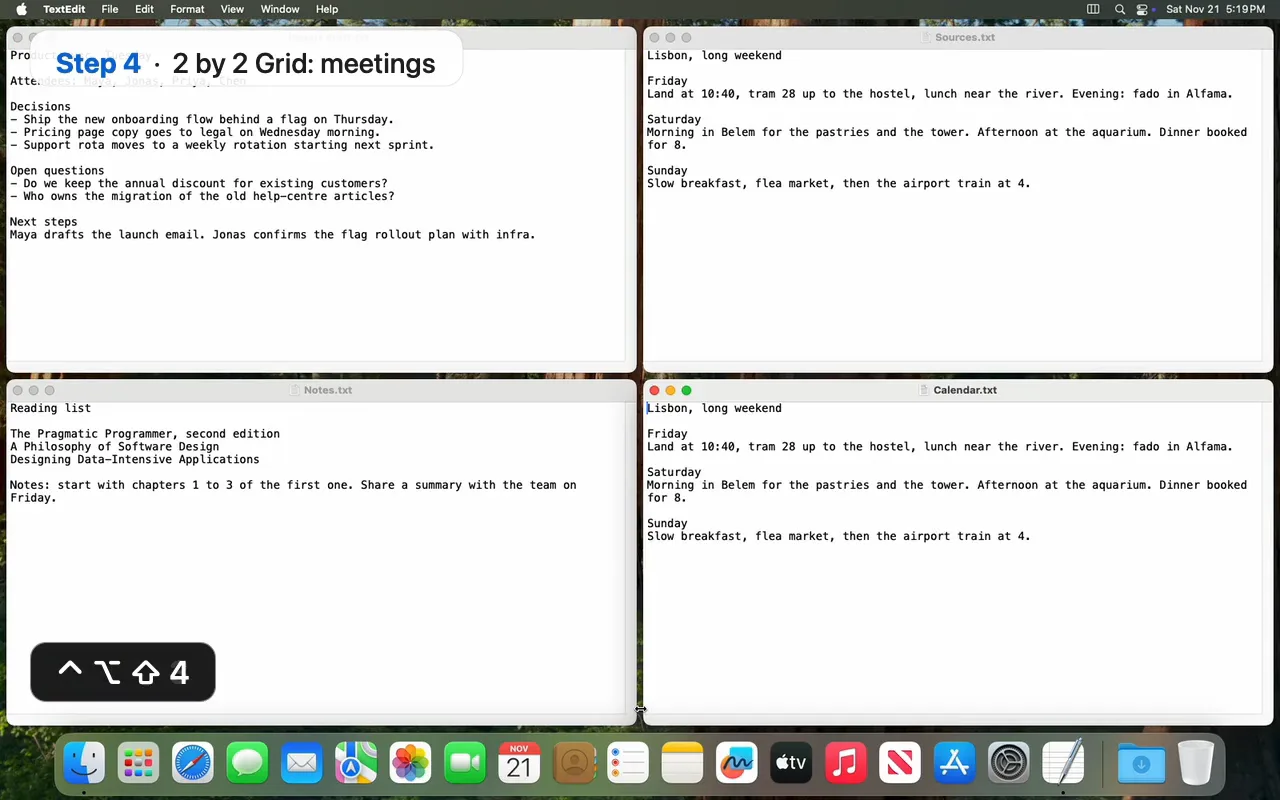 TextEdit File Edit Format View Window Help Sat Nov 21 5:19 PM
Step 4 · 2 by 2 Grid: meetings
Decisions
- Ship the new onboarding flow behind a flag on Thursday.
- Pricing page copy goes to legal on Wednesday morning.
- Support rota moves to a weekly rotation starting next sprint.
Open questions
- Do we keep the annual discount for existing customers?
- Who owns the migration of the old help-centre articles?
Next steps
Maya drafts the launch email. Jonas confirms the flag rollout plan with infra.
Sources.txt
Lisbon, long weekend
Friday
Land at 10:40, tram 28 up to the hostel, lunch near the river. Evening: fado in Alfama.
Saturday
Morning in Belem for the pastries and the tower. Afternoon at the aquarium. Dinner booked
for 8.
Sunday
Slow breakfast, flea market, then the airport train at 4.
Notes.txt
Reading list
The Pragmatic Programmer, second edition
A Philosophy of Software Design
Designing Data-Intensive Applications
Notes: start with chapters 1 to 3 of the first one. Share a summary with the team on
Friday.
Calendar.txt
Lisbon, long weekend
Friday
Land at 10:40, tram 28 up to the hostel, lunch near the river. Evening: fado in Alfama.
Saturday
Morning in Belem for the pastries and the tower. Afternoon at the aquarium. Dinner booked
for 8.
Sunday
Slow breakfast, flea market, then the airport train at 4.
^ ⌥ ⇧ 4
NOV
21
tv